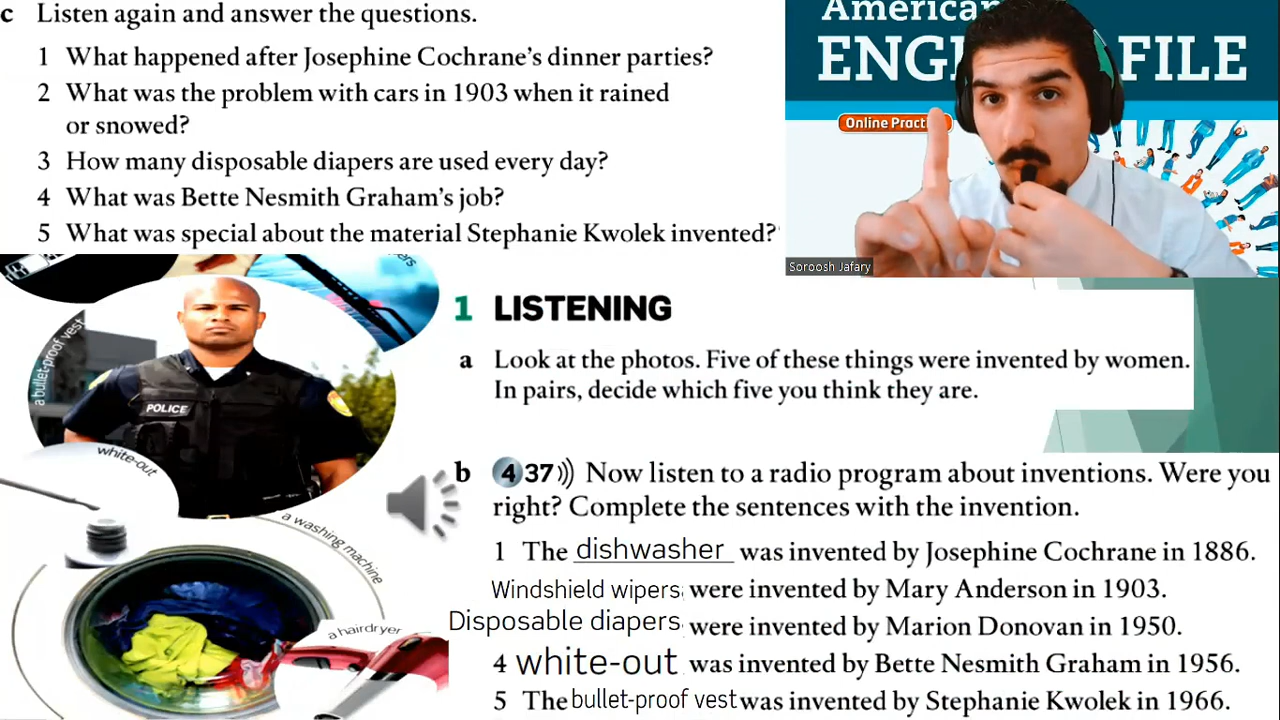 c Listen again and answer the questions.
1 What happened after Josephine Cochrane's dinner parties?
2 What was the problem with cars in 1903 when it rained
or snowed?
3 How many disposable diapers are used every day?
4 What was Bette Nesmith Graham's job?
5 What was special about the material Stephanie Kwolek invented?
American
ENGL FILE
Online Pract
Soroosh Jafary
a bullet-proof vest
POLICE
white-out
a washing machine
a hairdryer
1 LISTENING
a Look at the photos. Five of these things were invented by women.
In pairs, decide which five you think they are.
b 4 37 Now listen to a radio program about inventions. Were you
right? Complete the sentences with the invention.
1 The dishwasher was invented by Josephine Cochrane in 1886.
Windshield wipers were invented by Mary Anderson in 1903.
Disposable diapers were invented by Marion Donovan in 1950.
4 white-out was invented by Bette Nesmith Graham in 1956.
5 The bullet-proof vest was invented by Stephanie Kwolek in 1966.